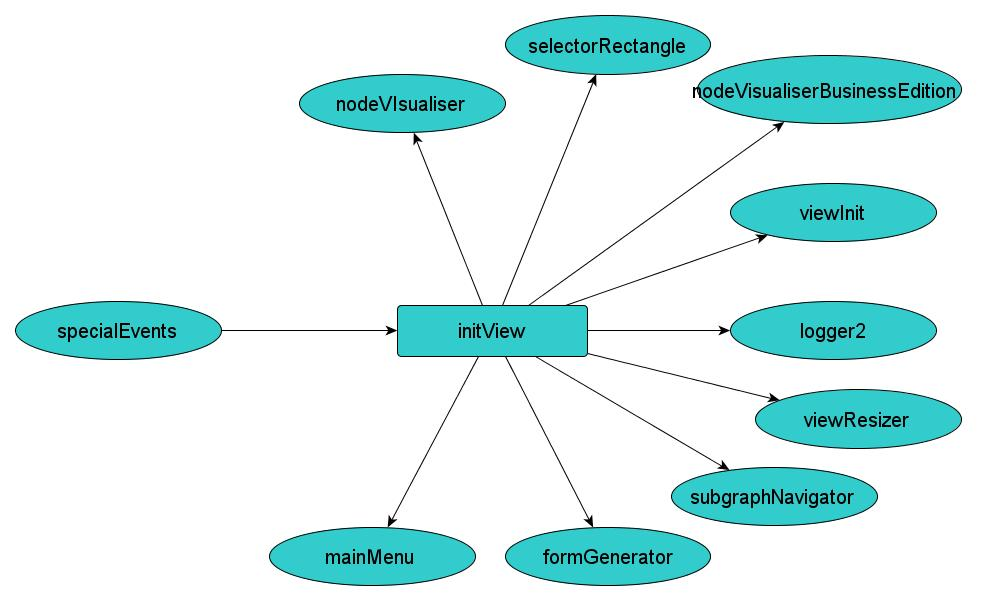 selectorRectangle
nodeVIsualiser
nodeVisualiserBusinessEdition
viewInit
specialEvents
initView
logger2
viewResizer
subgraphNavigator
mainMenu
formGenerator